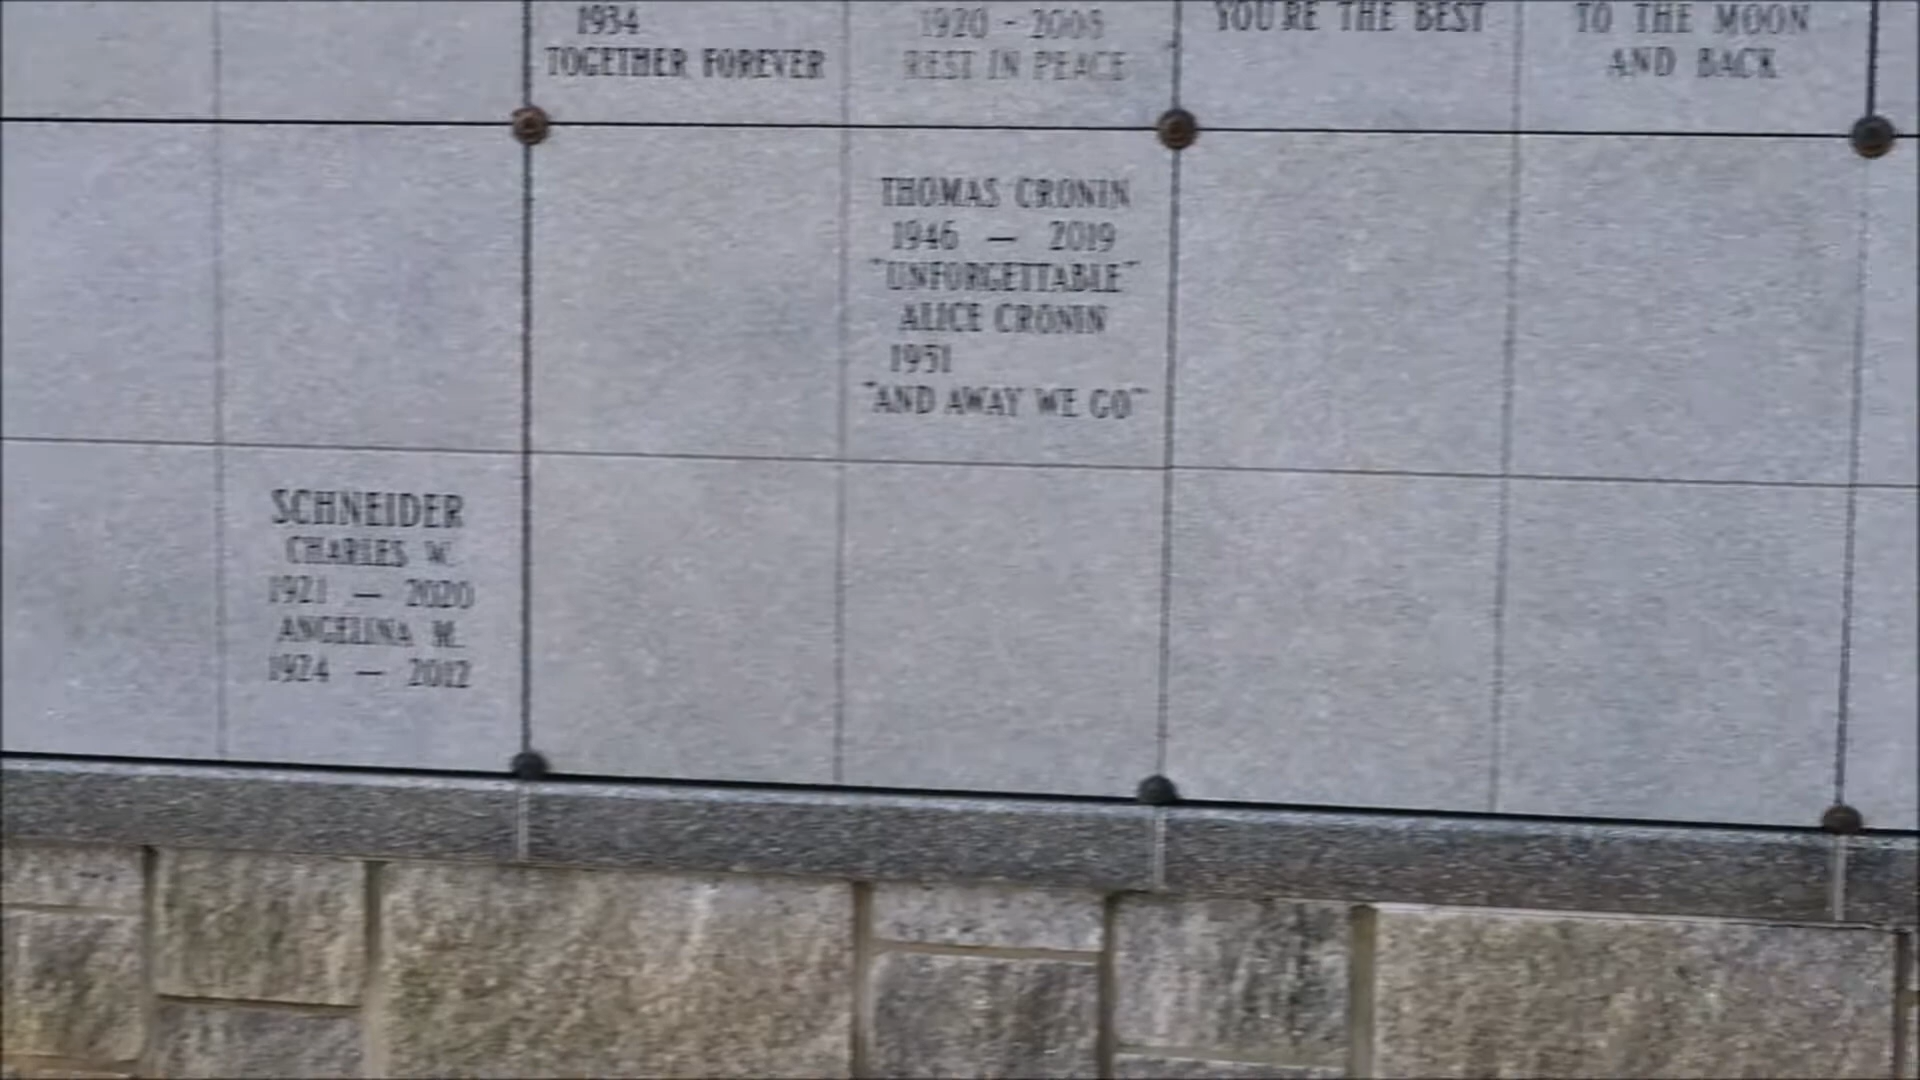 1934
TOGETHER FOREVER
1920 - 2005
REST IN PEACE
YOU'RE THE BEST
TO THE MOON
AND BACK
THOMAS CRONIN
1946 — 2019
"UNFORGETTABLE"
ALICE CRONIN
1951
"AND AWAY WE GO"
SCHNEIDER
CHARLES W.
1921 — 2020
ANGELINA M.
1924 — 2012